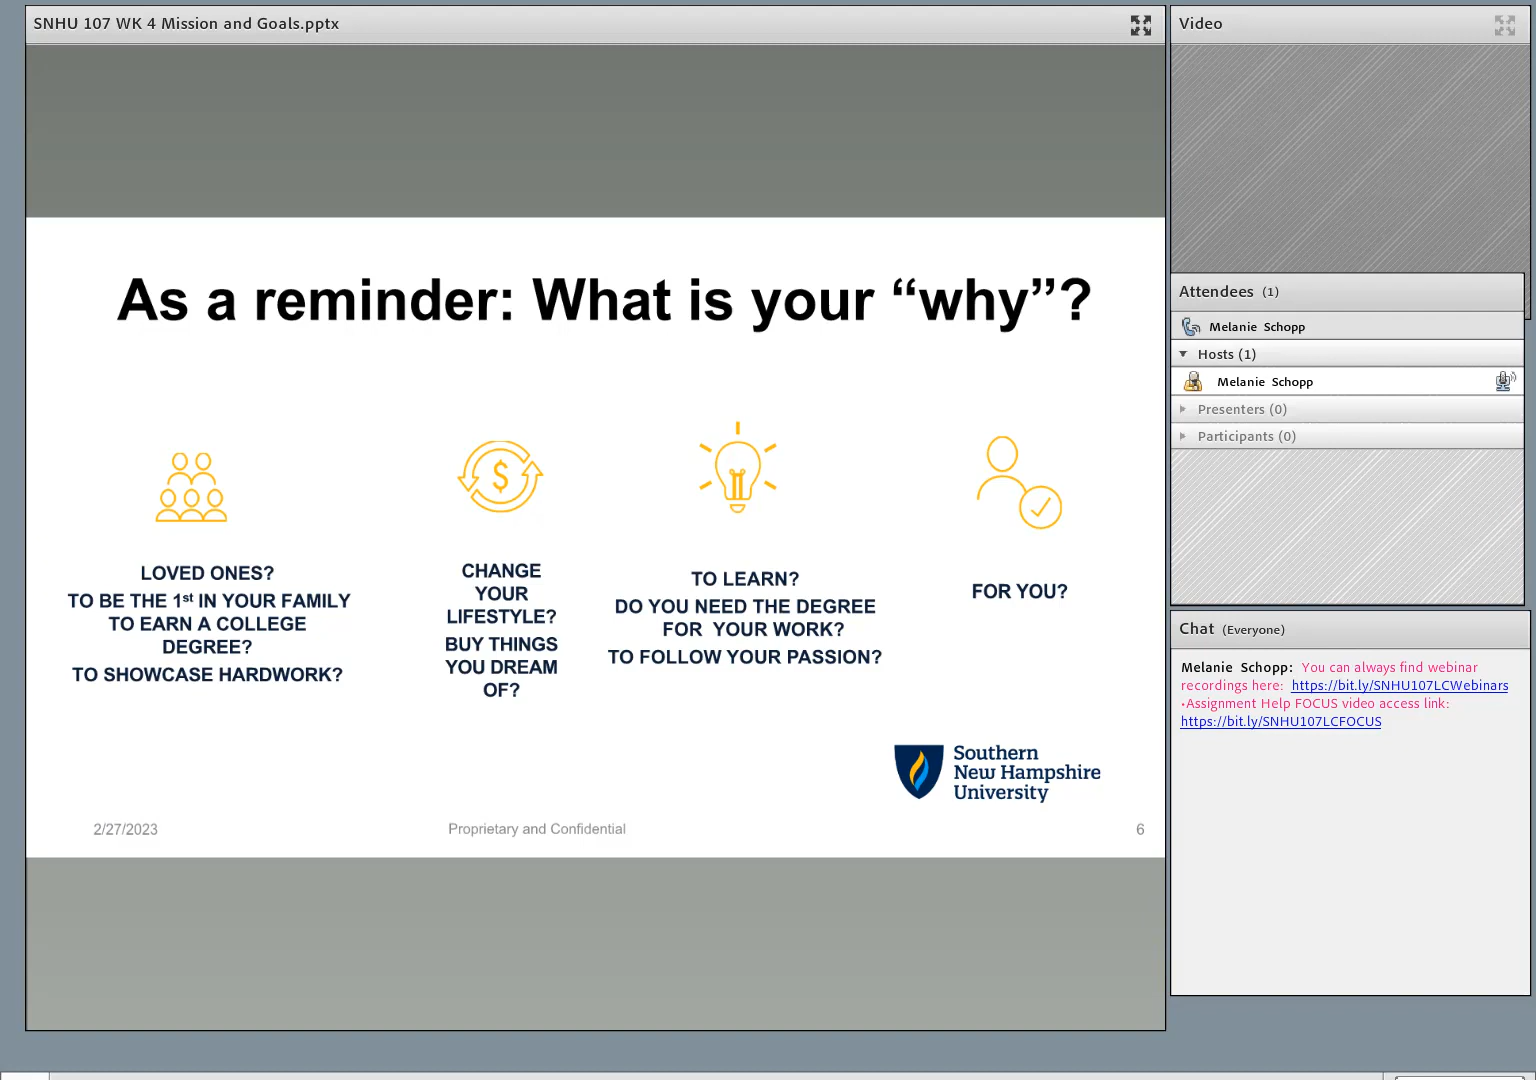 SNHU 107 WK 4 Mission and Goals.pptx
As a reminder: What is your “why”?
LOVED ONES?
TO BE THE 1st IN YOUR FAMILY
TO EARN A COLLEGE
DEGREE?
TO SHOWCASE HARDWORK?
CHANGE
YOUR
LIFESTYLE?
BUY THINGS
YOU DREAM
OF?
TO LEARN?
DO YOU NEED THE DEGREE
FOR YOUR WORK?
TO FOLLOW YOUR PASSION?
FOR YOU?
Southern
New Hampshire
University
2/27/2023
Proprietary and Confidential
6
Video
Attendees (1)
Melanie Schopp
Hosts (1)
Melanie Schopp
Presenters (0)
Participants (0)
Chat (Everyone)
Melanie Schopp: You can always find webinar
recordings here: https://bit.ly/SNHU107LCWebinars
•Assignment Help FOCUS video access link:
https://bit.ly/SNHU107LCFOCUS